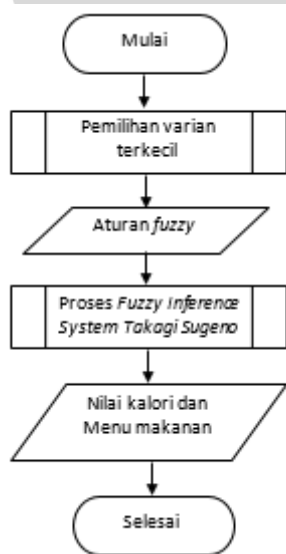 Mulai
Pemilihan varian
terkecil
Aturan fuzzy
Proses Fuzzy Inference
System Takagi Sugeno
Nilai kalori dan
Menu makanan
Selesai